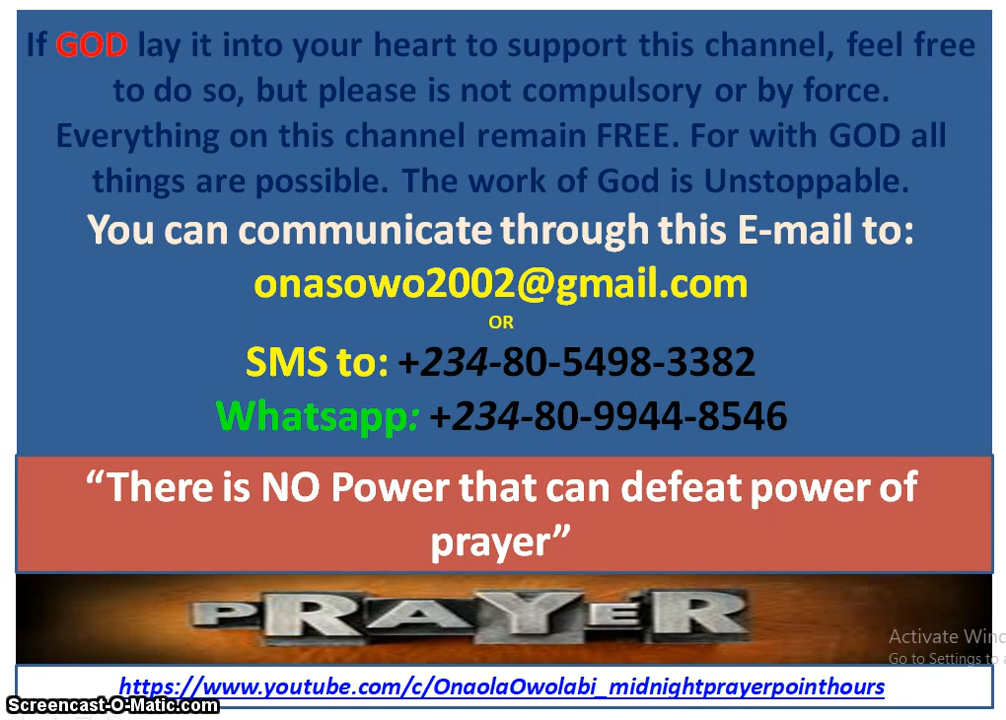 If GOD lay it into your heart to support this channel, feel free
to do so, but please is not compulsory or by force.
Everything on this channel remain FREE. For with GOD all
things are possible. The work of God is Unstoppable.
You can communicate through this E-mail to:
onasowo2002@gmail.com
OR
SMS to: +234-80-5498-3382
Whatsapp: +234-80-9944-8546
“There is NO Power that can defeat power of
prayer”
PRAYER
Activate Winc
Go to Settings to a
https://www.youtube.com/c/OnaolaOwolabi_midnightprayerpointhours
Screencast-O-Matic.com